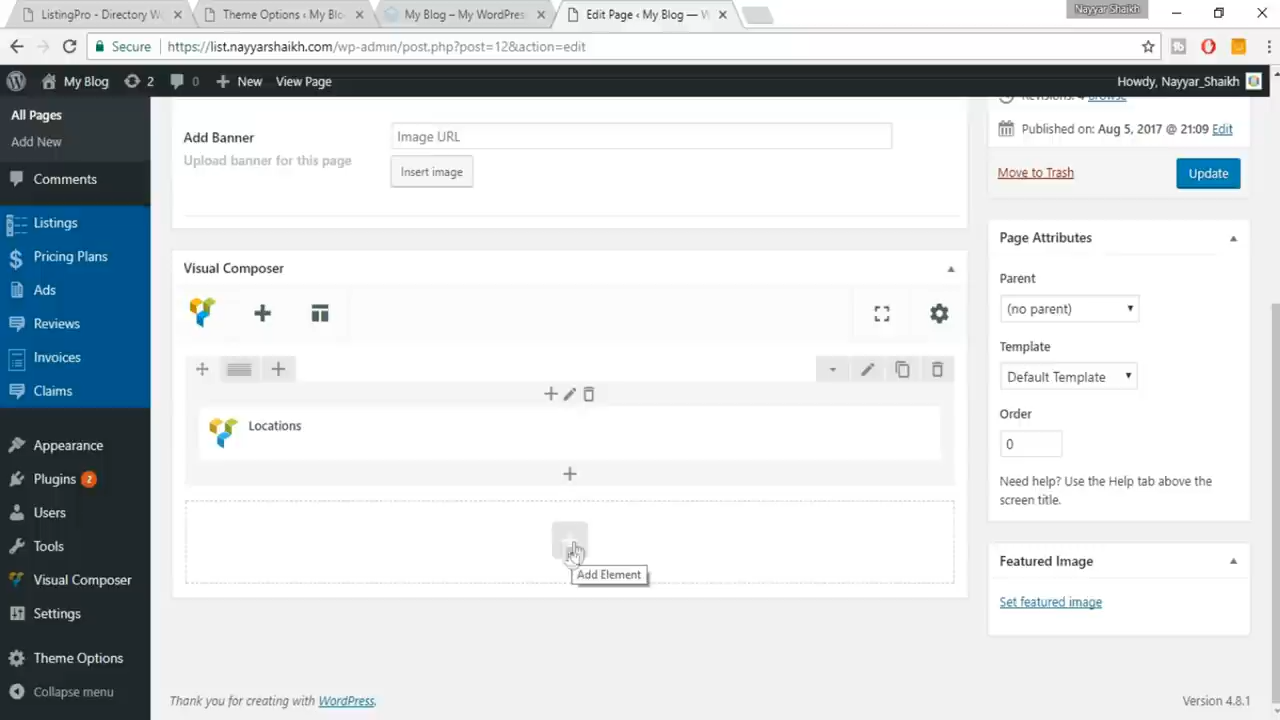 ListingPro - Directory W
Theme Options ‹ My Blo
My Blog – My WordPress
Edit Page ‹ My Blog — W
Nayyar Shaikh
Secure
https://list.nayyarshaikh.com/wp-admin/post.php?post=12&action=edit
My Blog
2
0
New
View Page
Howdy, Nayyar_Shaikh
All Pages
Add New
Comments
Listings
Pricing Plans
Ads
Reviews
Invoices
Claims
Appearance
Plugins 2
Users
Tools
Visual Composer
Settings
Theme Options
Collapse menu
Add Banner
Upload banner for this page
Image URL
Insert image
Visual Composer
Locations
Add Element
Revisions: 4 Browse
Published on: Aug 5, 2017 @ 21:09 Edit
Move to Trash
Update
Page Attributes
Parent
(no parent)
Template
Default Template
Order
0
Need help? Use the Help tab above the
screen title.
Featured Image
Set featured image
Thank you for creating with WordPress.
Version 4.8.1